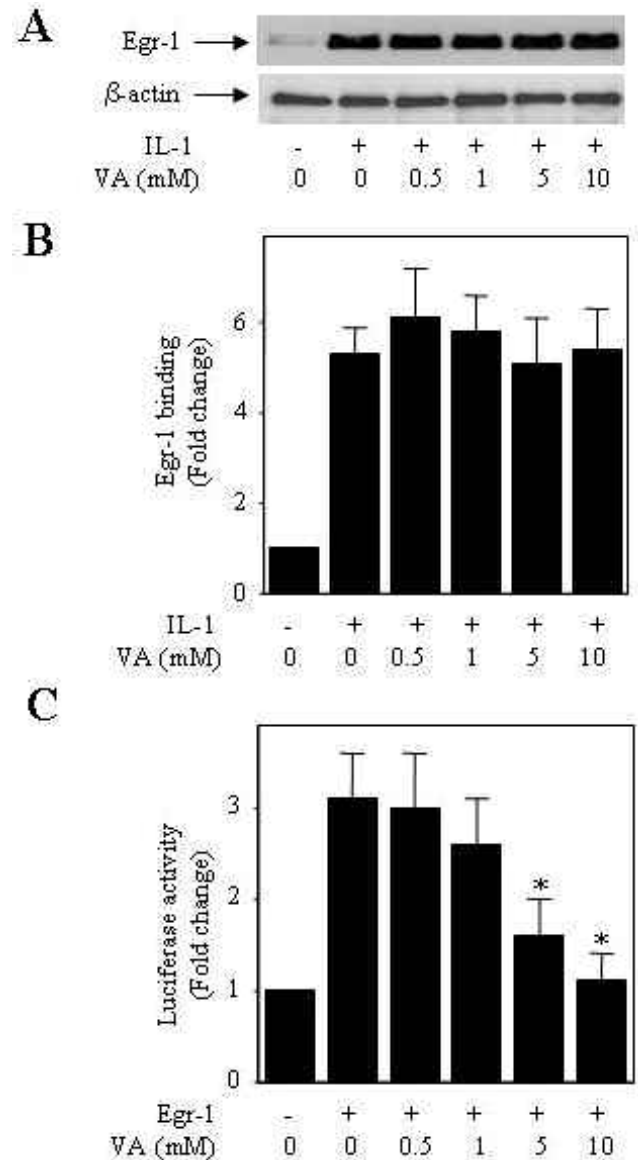 A
Egr-1
β-actin
IL-1 - + + + + +
VA (mM) 0 0 0.5 1 5 10
B
Egr-1 binding
(Fold change)
6
4
2
0
IL-1 - + + + + +
VA (mM) 0 0 0.5 1 5 10
C
Luciferase activity
(Fold change)
3
2
1
0
* *
Egr-1 - + + + + +
VA (mM) 0 0 0.5 1 5 10